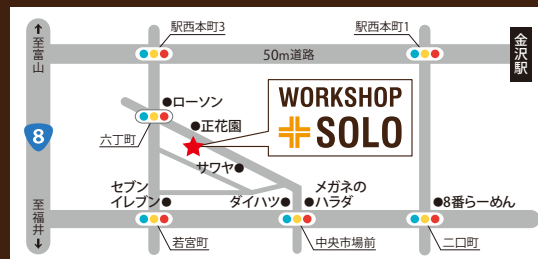 駅西本町3
駅西本町1
↑
至富山
50m道路
金沢駅
●ローソン
●正花園
WORKSHOP
SOLO
六丁町
8
サワヤ●
セブン
イレブン●
ダイハツ●
メガネの
●ハラダ
●8番らーめん
至福井
↓
若宮町
中央市場前
二口町